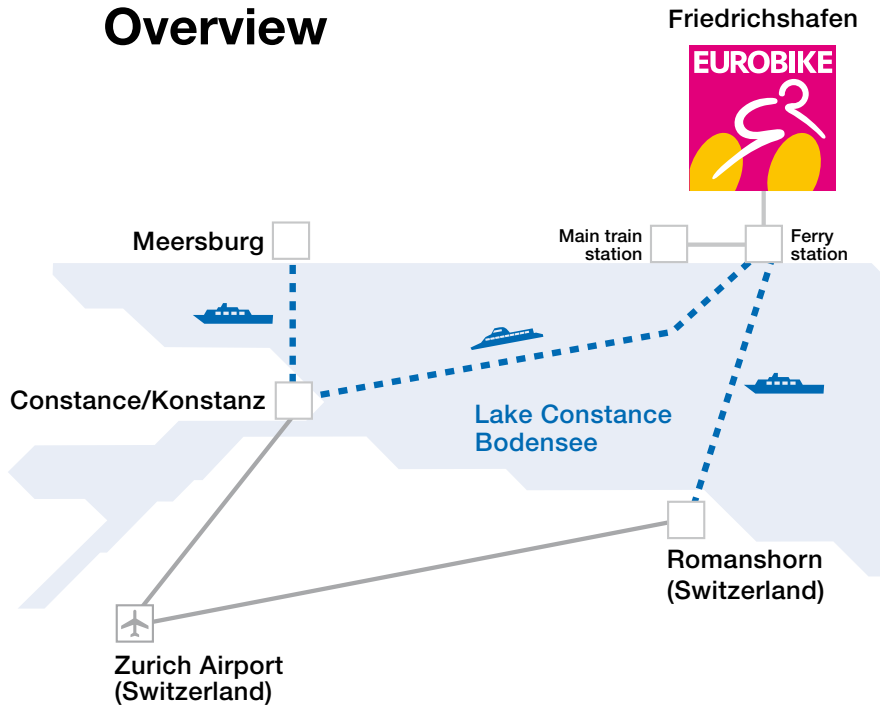 Overview
Friedrichshafen
EUROBIKE
Meersburg
Main train
station
Ferry
station
Constance/Konstanz
Lake Constance
Bodensee
Romanshorn
(Switzerland)
Zurich Airport
(Switzerland)